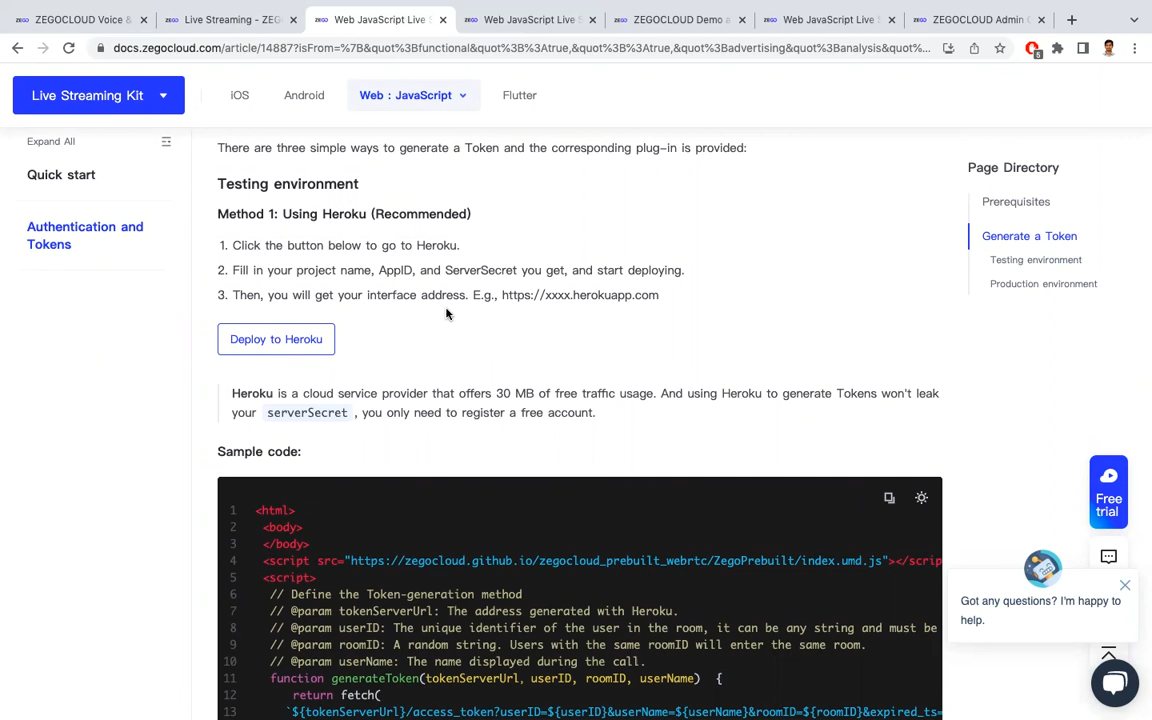 ZEGOCLOUD Voice &
Live Streaming - ZEG
Web JavaScript Live S
Web JavaScript Live S
ZEGOCLOUD Demo a
Web JavaScript Live S
ZEGOCLOUD Admin C
docs.zegocloud.com/article/14887?isFrom=%7B&quot%3Bfunctional&quot%3B%3Atrue,&quot%3B%3Atrue,&quot%3Badvertising&quot%3Banalysis&quot%...
5
Live Streaming Kit
iOS
Android
Web : JavaScript
Flutter
Expand All
Quick start
Authentication and
Tokens
There are three simple ways to generate a Token and the corresponding plug-in is provided:
Testing environment
Method 1: Using Heroku (Recommended)
1. Click the button below to go to Heroku.
2. Fill in your project name, AppID, and ServerSecret you get, and start deploying.
3. Then, you will get your interface address. E.g., https://xxxx.herokuapp.com
Deploy to Heroku
Heroku is a cloud service provider that offers 30 MB of free traffic usage. And using Heroku to generate Tokens won't leak
your serverSecret , you only need to register a free account.
Sample code:
1 <html>
2 <body>
3 </body>
4 <script src="https://zegocloud.github.io/zegocloud_prebuilt_webrtc/ZegoPrebuilt/index.umd.js"></scrip
5 <script>
6 // Define the Token-generation method
7 // @param tokenServerUrl: The address generated with Heroku.
8 // @param userID: The unique identifier of the user in the room, it can be any string and must be
9 // @param roomID: A random string. Users with the same roomID will enter the same room.
10 // @param userName: The name displayed during the call.
11 function generateToken(tokenServerUrl, userID, roomID, userName) {
12 return fetch(
13 `${tokenServerUrl}/access_token?userID=${userID}&userName=${userName}&roomID=${roomID}&expired_ts=
Page Directory
Prerequisites
Generate a Token
Testing environment
Production environment
Free
trial
Got any questions? I'm happy to
help.